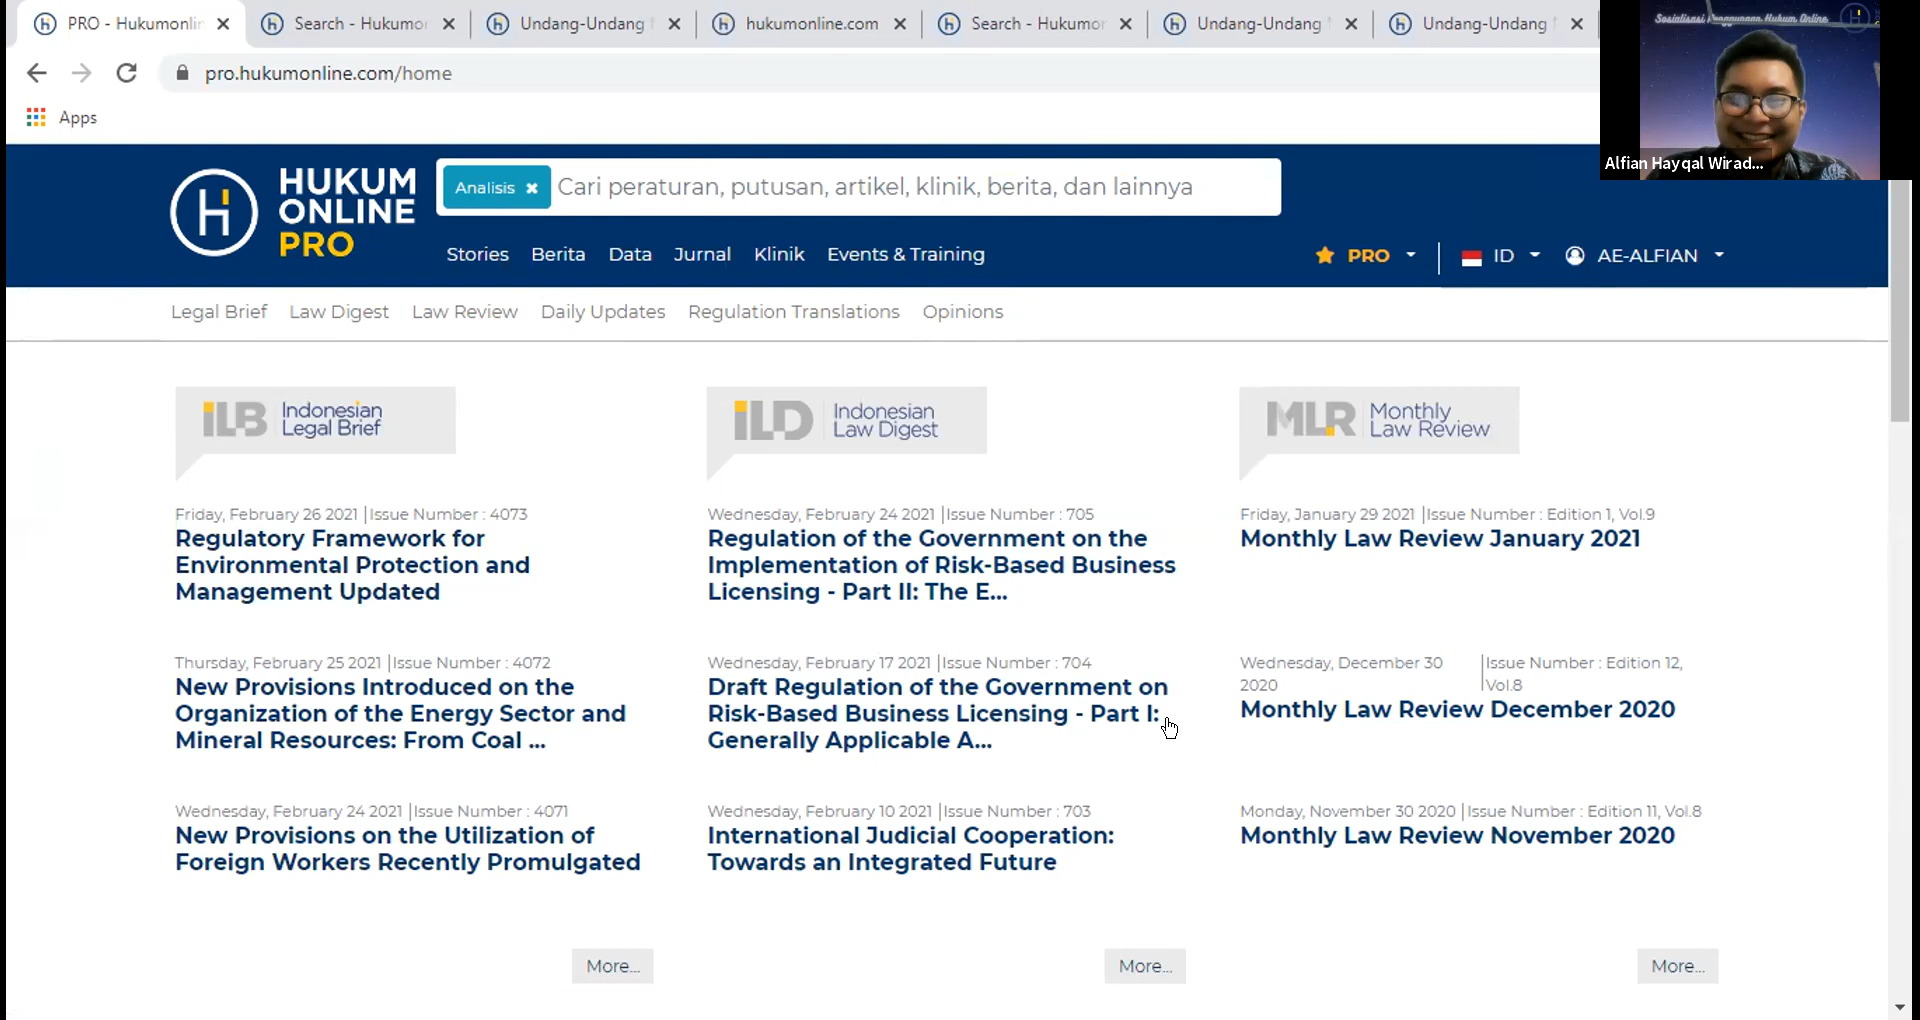 PRO - Hukumonlin
Search - Hukumo
Undang-Undang
hukumonline.com
Search - Hukumor
Undang-Undang
Undang-Undang
pro.hukumonline.com/home
Apps
Sosialisasi Penggunaan Hukum Online
Alfian Hayqal Wirad...
HUKUM
ONLINE
PRO
Analisis
Cari peraturan, putusan, artikel, klinik, berita, dan lainnya
Stories Berita Data Jurnal Klinik Events & Training
PRO
ID
AE-ALFIAN
Legal Brief Law Digest Law Review Daily Updates Regulation Translations Opinions
iLB Indonesian
Legal Brief
Friday, February 26 2021 |Issue Number : 4073
Regulatory Framework for
Environmental Protection and
Management Updated
Thursday, February 25 2021 |Issue Number : 4072
New Provisions Introduced on the
Organization of the Energy Sector and
Mineral Resources: From Coal ...
Wednesday, February 24 2021 |Issue Number : 4071
New Provisions on the Utilization of
Foreign Workers Recently Promulgated
More...
iLD Indonesian
Law Digest
Wednesday, February 24 2021 |Issue Number : 705
Regulation of the Government on the
Implementation of Risk-Based Business
Licensing - Part II: The E...
Wednesday, February 17 2021 |Issue Number : 704
Draft Regulation of the Government on
Risk-Based Business Licensing - Part I:
Generally Applicable A...
Wednesday, February 10 2021 |Issue Number : 703
International Judicial Cooperation:
Towards an Integrated Future
More...
MLR Monthly
Law Review
Friday, January 29 2021 |Issue Number : Edition 1, Vol.9
Monthly Law Review January 2021
Wednesday, December 30 |Issue Number : Edition 12,
2020 Vol.8
Monthly Law Review December 2020
Monday, November 30 2020 |Issue Number : Edition 11, Vol.8
Monthly Law Review November 2020
More...